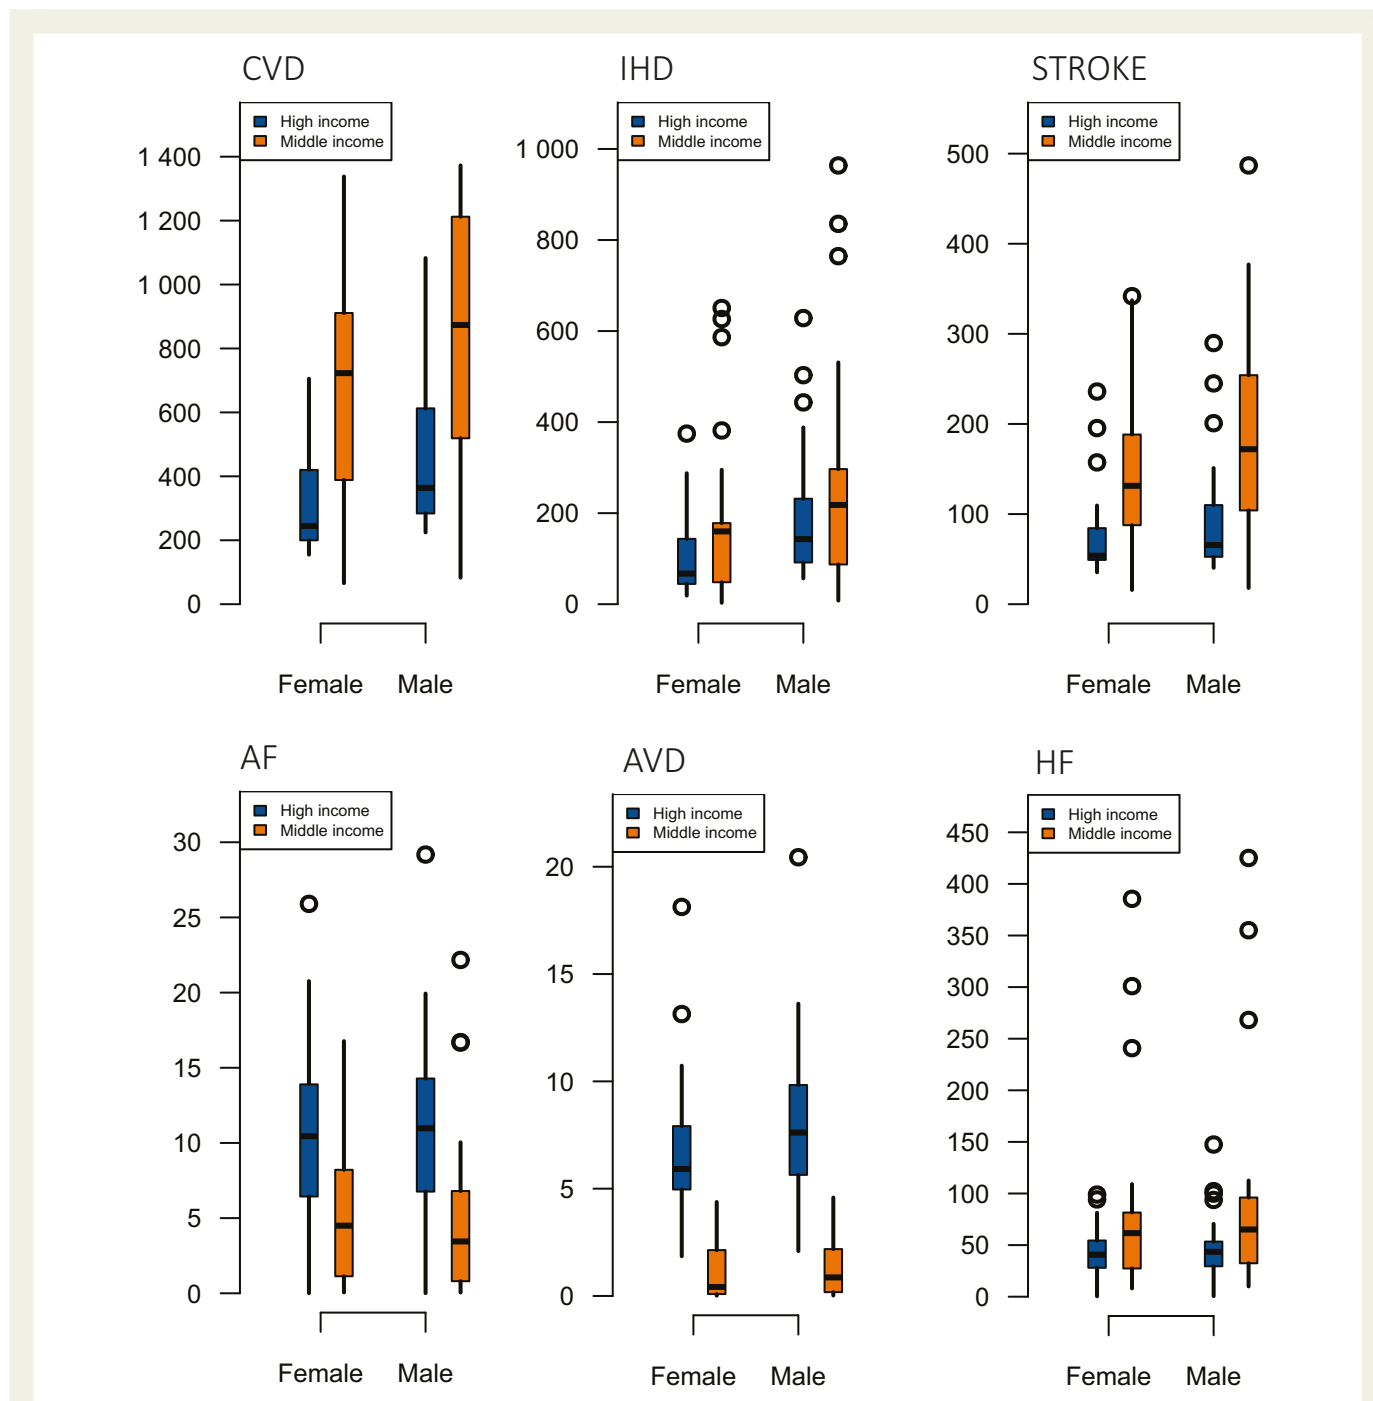 CVD
High income
Middle income
1 400
1 200
1 000
800
600
400
200
0
Female Male
IHD
High income
Middle income
1 000
800
600
400
200
0
Female Male
STROKE
High income
Middle income
500
400
300
200
100
0
Female Male
AF
High income
Middle income
30
25
20
15
10
5
0
Female Male
AVD
High income
Middle income
20
15
10
5
0
Female Male
HF
High income
Middle income
450
400
350
300
250
200
150
100
50
0
Female Male